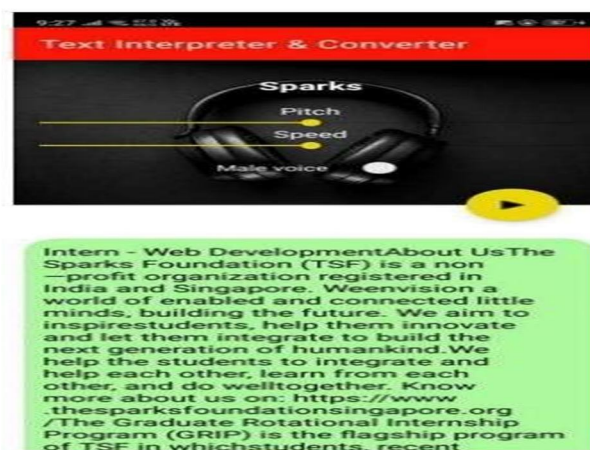 9:27
Text Interpreter & Converter
Sparks
Pitch
Speed
Male voice
Intern - Web DevelopmentAbout UsThe
Sparks Foundation (TSF) is a non
—profit organization registered in
India and Singapore. Weenvision a
world of enabled and connected little
minds, building the future. We aim to
inspirestudents, help them innovate
and let them integrate to build the
next generation of humankind.We
help the students to integrate and
help each other, learn from each
other, and do welltogether. Know
more about us on: https://www
.thesparksfoundationsingapore.org
/The Graduate Rotational Internship
Program (GRIP) is the flagship program
of TSF in whichstudents, recent